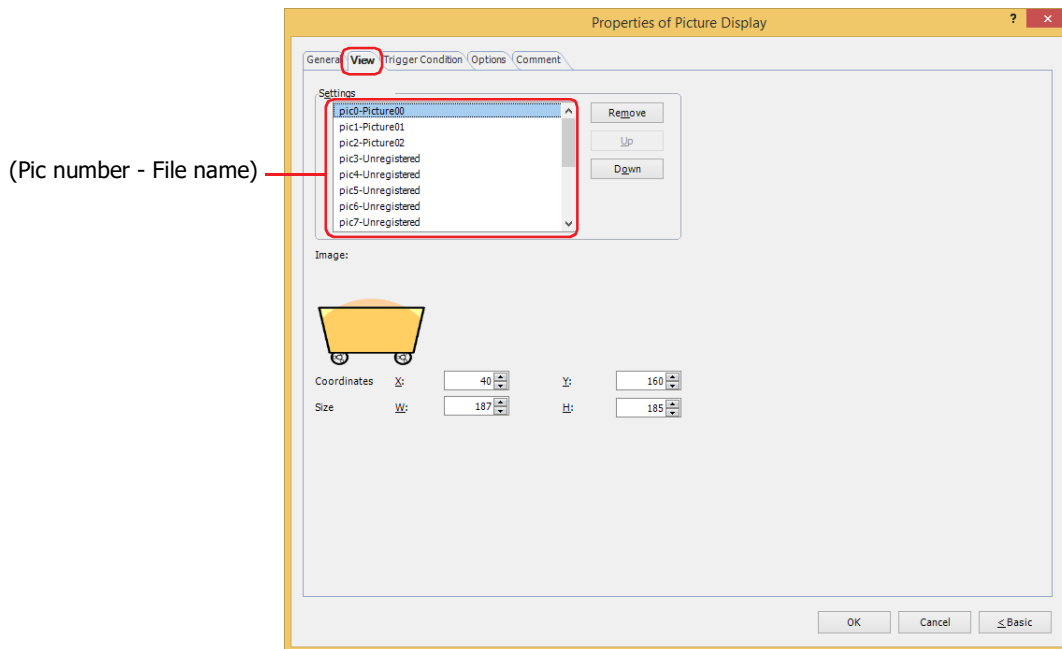 Properties of Picture Display
? ×
General View Trigger Condition Options Comment
Settings
pic0-Picture00
pic1-Picture01
pic2-Picture02
pic3-Unregistered
pic4-Unregistered
pic5-Unregistered
pic6-Unregistered
pic7-Unregistered
Remove
Up
Down
(Pic number - File name)
Image:
Coordinates X: 40 Y: 160
Size W: 187 H: 185
OK Cancel < Basic